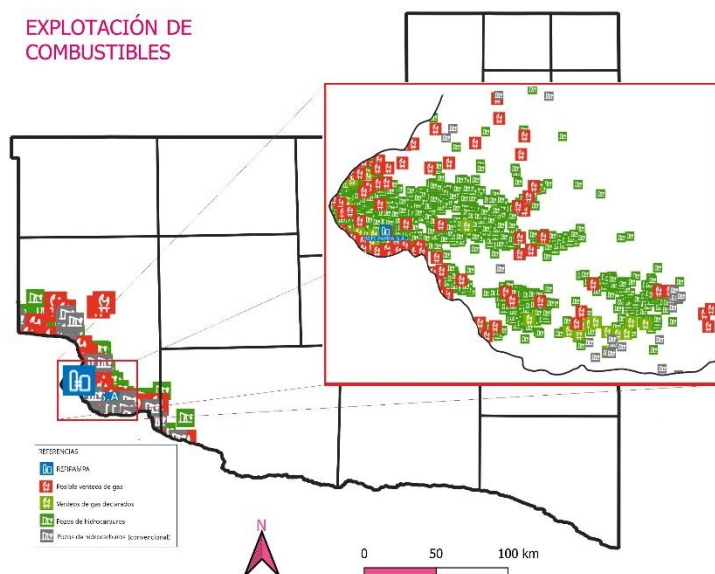 EXPLOTACIÓN DE
COMBUSTIBLES
REFIPAMPA S.A.
A
REFERENCIAS
REFIPAMPA
Posible venteos de gas
Venteos de gas declarados
Pozos de hidrocarburos
Pozos de hidrocarburos (convencional)
N
0 50 100 km